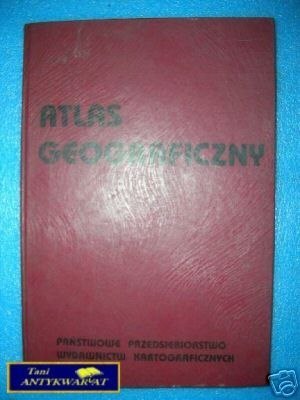 ATLAS
GEOGRAFICZNY
PAŃSTWOWE PRZEDSIĘBIORSTWO
WYDAWNICTW KARTOGRAFICZNYCH
Tani
ANTYKWARIAT